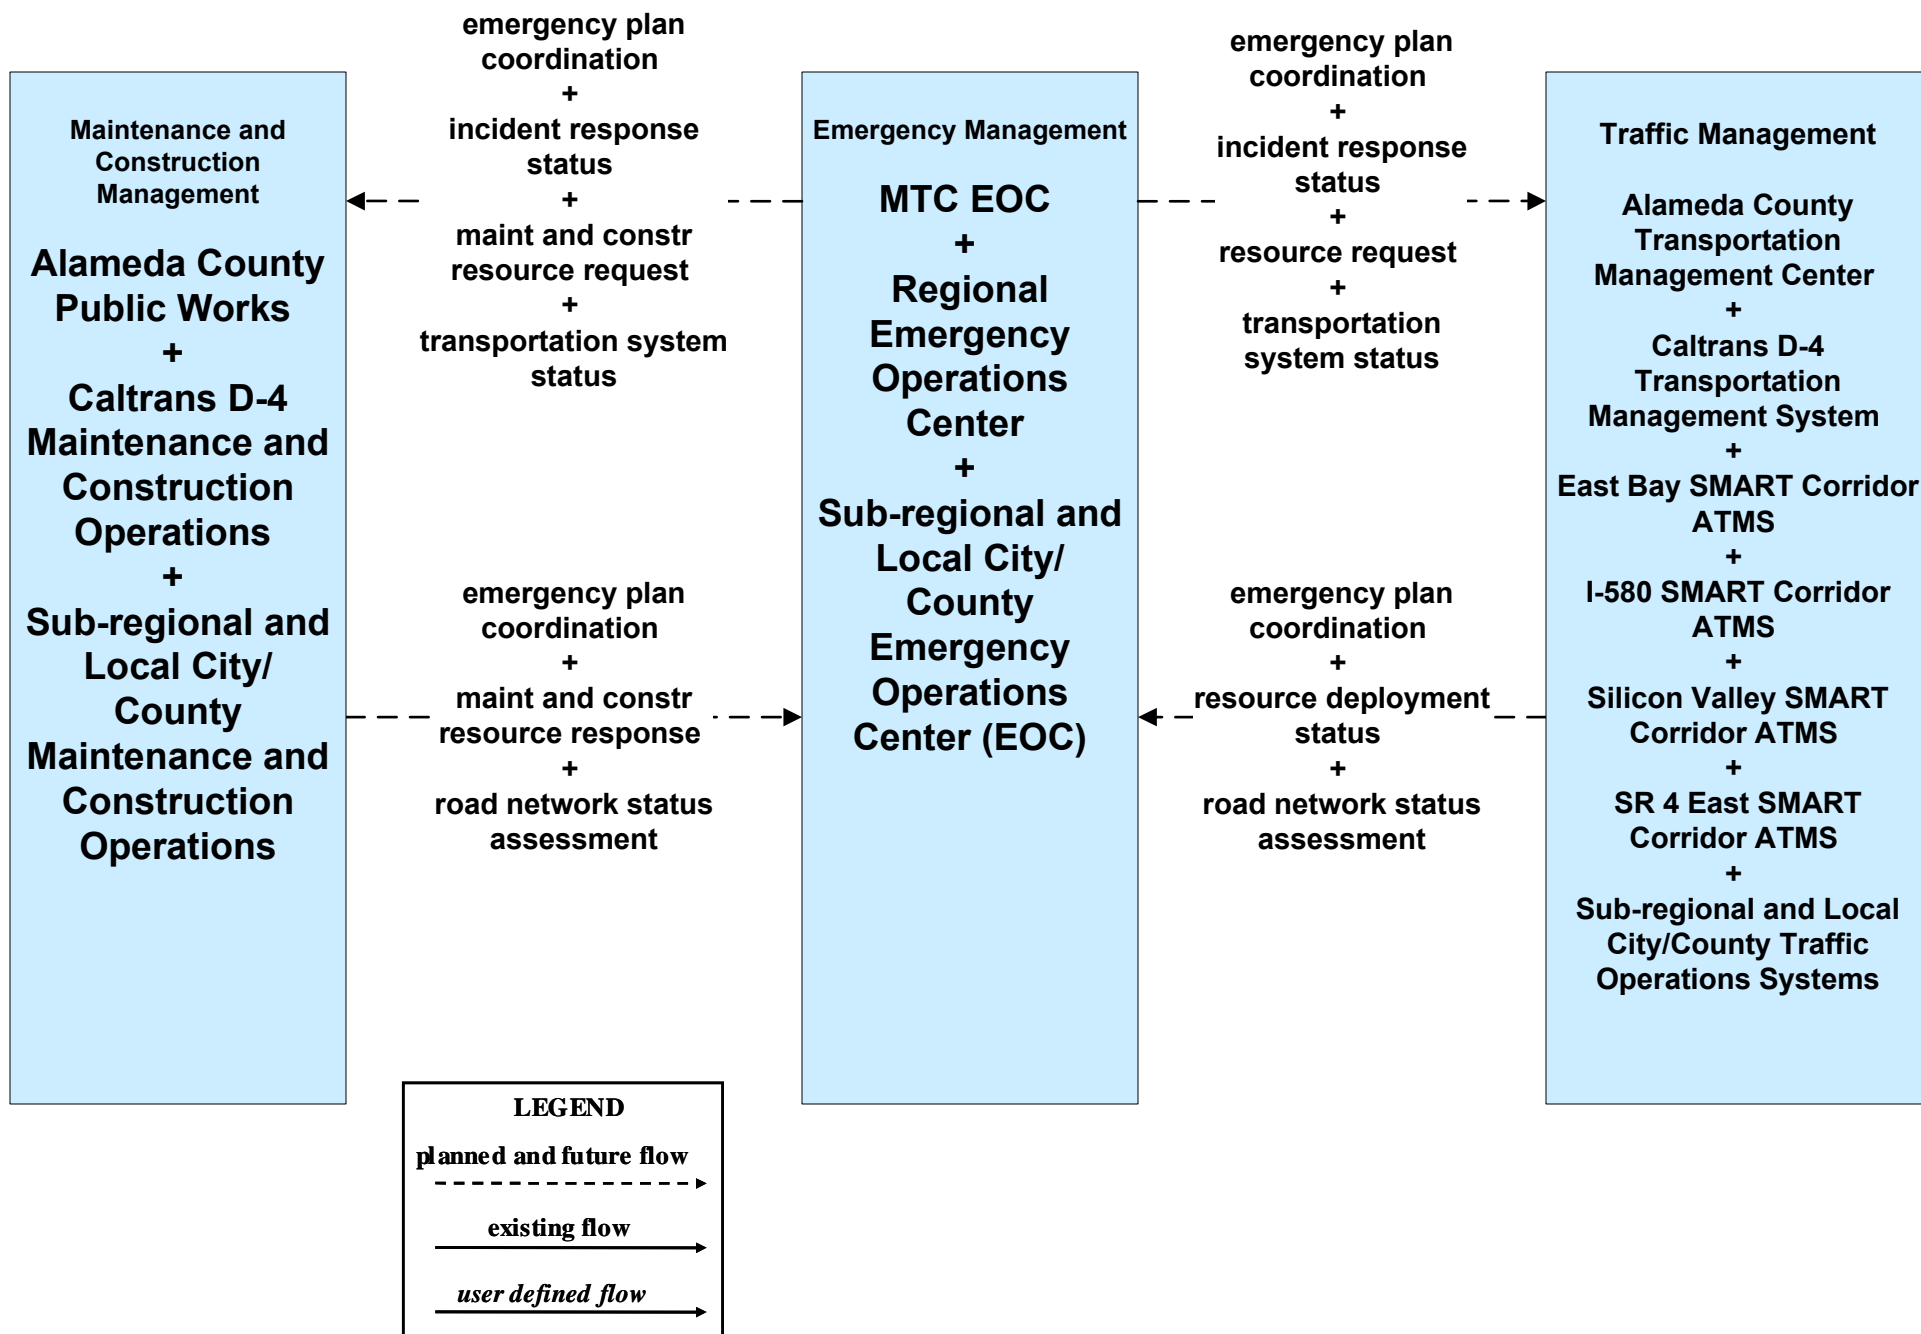 emergency plan
coordination
+
incident response
status
+
maint and constr
resource request
+
transportation system
status
emergency plan
coordination
+
incident response
status
+
resource request
+
transportation
system status
Maintenance and
Construction
Management
Alameda County
Public Works
+
Caltrans D-4
Maintenance and
Construction
Operations
+
Sub-regional and
Local City/
County
Maintenance and
Construction
Operations
Emergency Management
MTC EOC
+
Regional
Emergency
Operations
Center
+
Sub-regional and
Local City/
County
Emergency
Operations
Center (EOC)
Traffic Management
Alameda County
Transportation
Management Center
+
Caltrans D-4
Transportation
Management System
+
East Bay SMART Corridor
ATMS
+
I-580 SMART Corridor
ATMS
+
Silicon Valley SMART
Corridor ATMS
+
SR 4 East SMART
Corridor ATMS
+
Sub-regional and Local
City/County Traffic
Operations Systems
emergency plan
coordination
+
maint and constr
resource response
+
road network status
assessment
emergency plan
coordination
+
resource deployment
status
+
road network status
assessment
LEGEND
planned and future flow
existing flow
user defined flow